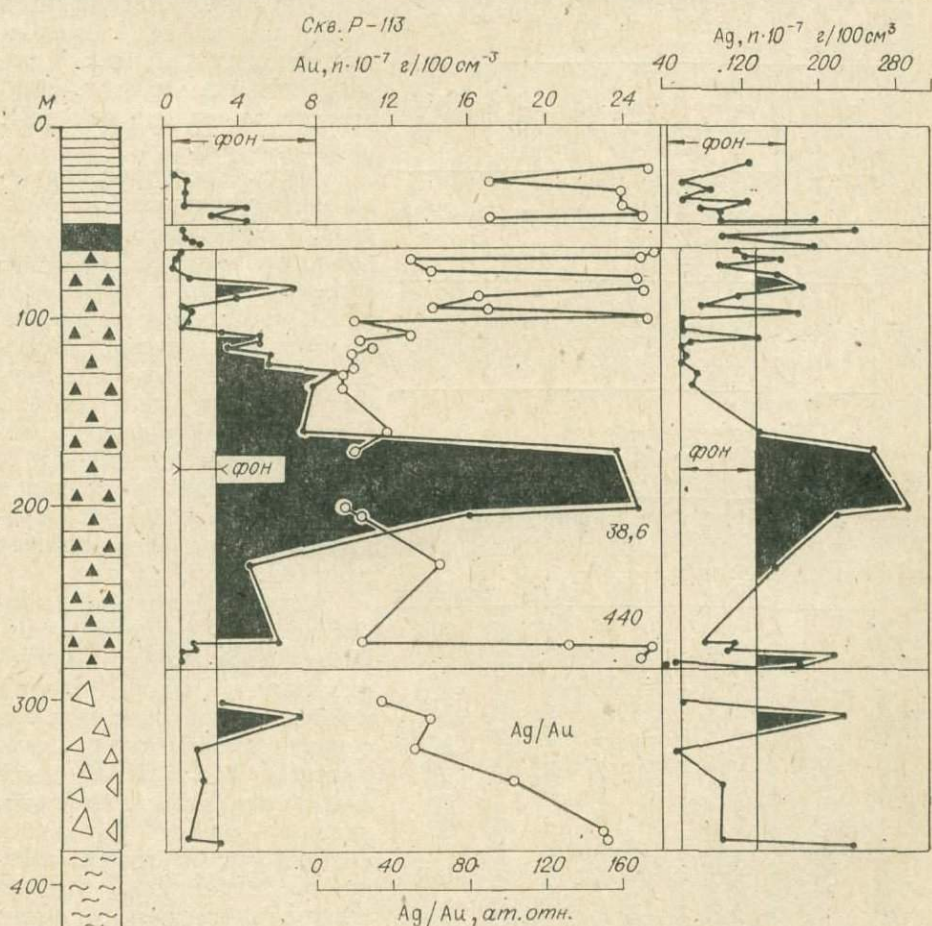 Скв. Р-113
Au, n·10⁻⁷ г/100 см⁻³
Ag, n·10⁻⁷ г/100 см³
м 0 4 8 12 16 20 24
40 120 200 280
0
фон
фон
100
фон
фон
200
38,6
440
300
Ag/Au
400
0 40 80 120 160
Ag/Au, ат. отн.